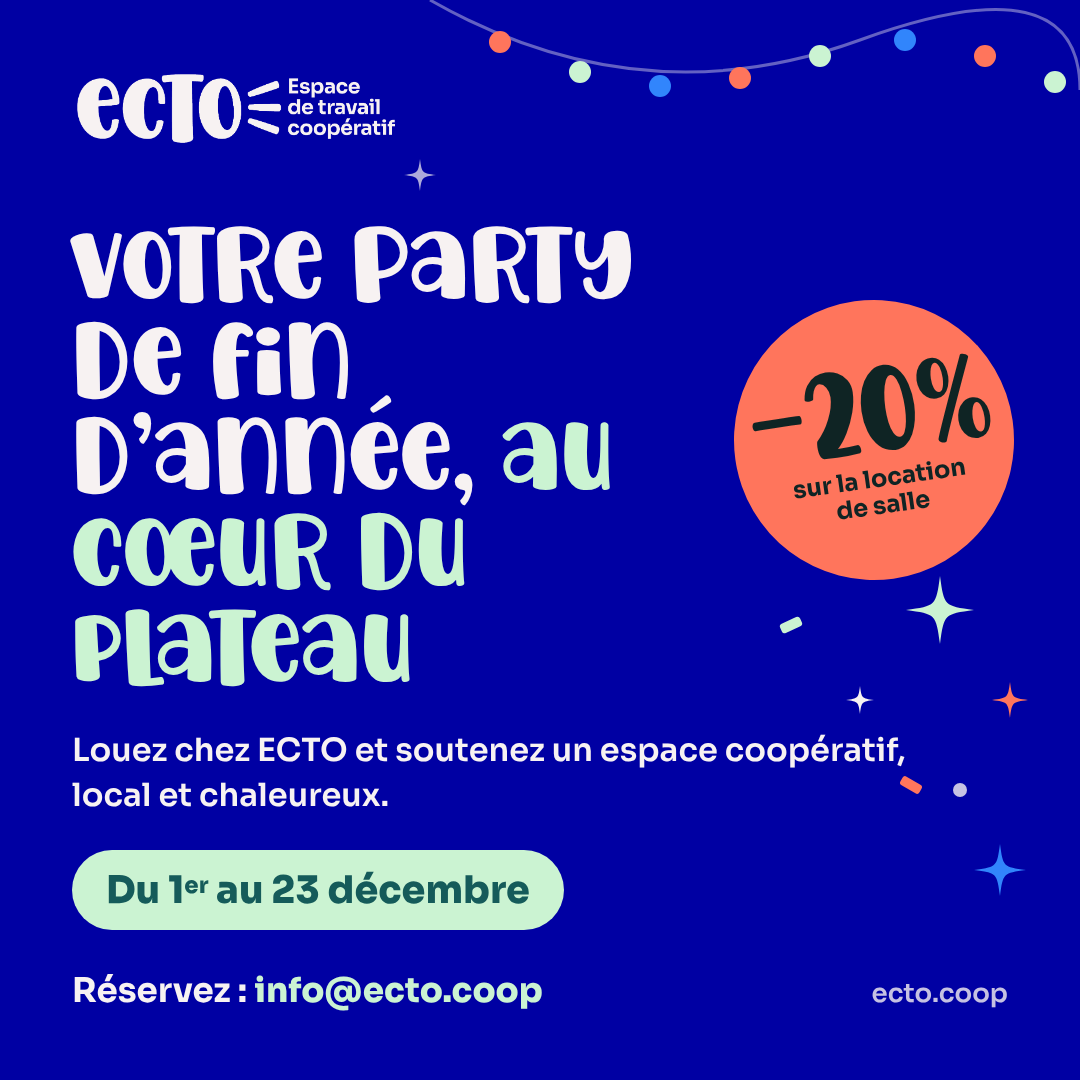 ecto
Espace
de travail
coopératif
Votre party
de fin
d’année, au
cœur du
Plateau
–20%
sur la location
de salle
Louez chez ECTO et soutenez un espace coopératif,
local et chaleureux.
Du 1er au 23 décembre
Réservez : info@ecto.coop
ecto.coop